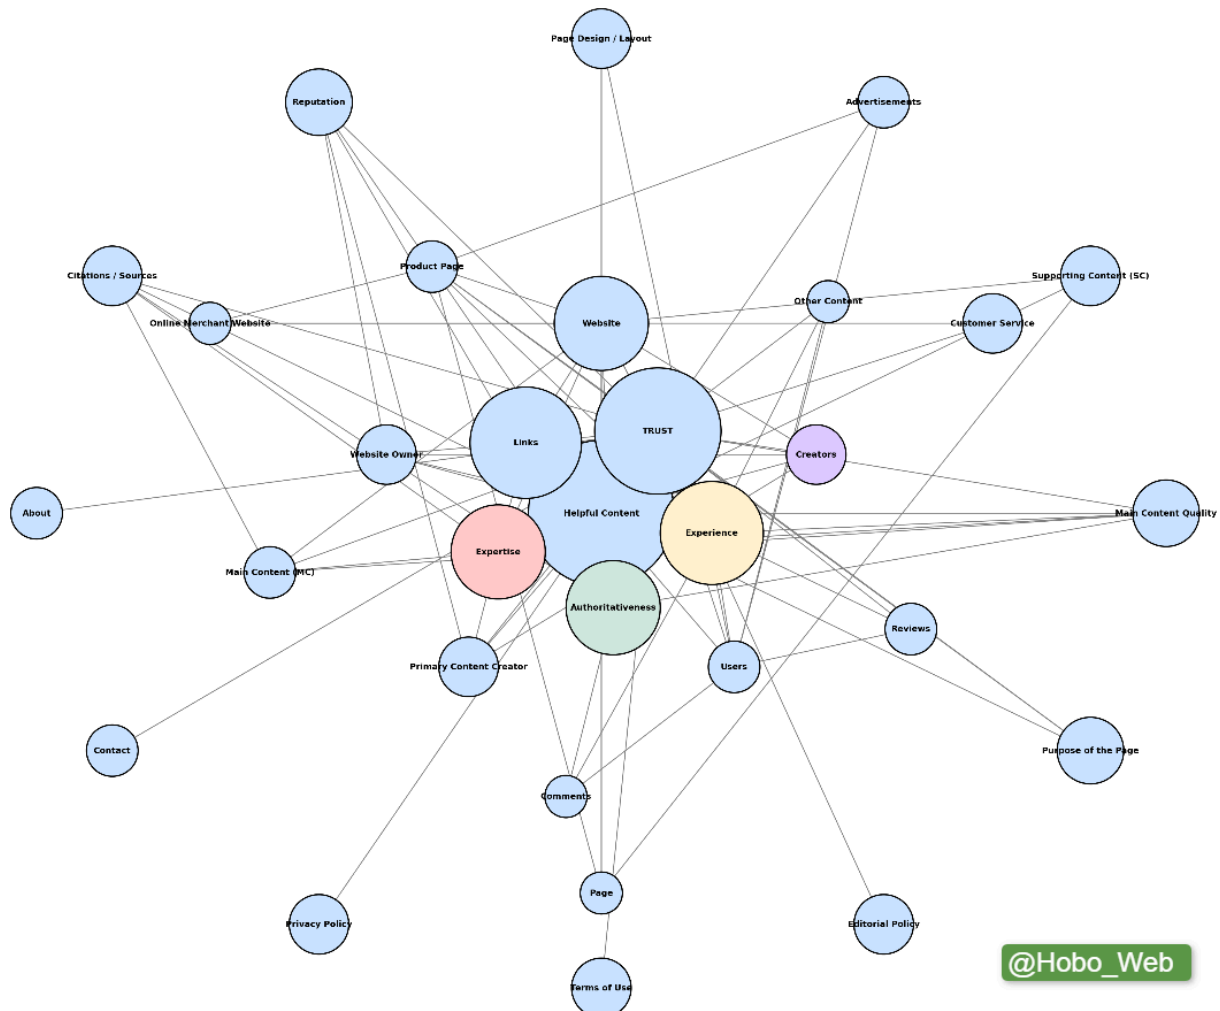 Page Design / Layout
Reputation
Advertisements
Citations / Sources
Product Page
Supporting Content (SC)
Other Content
Online Merchant Website
Website
Customer Service
TRUST
Links
Website Owner
Creators
About
Helpful Content
Main Content Quality
Experience
Expertise
Main Content (MC)
Authoritativeness
Reviews
Primary Content Creator
Users
Contact
Purpose of the Page
Comments
Page
Privacy Policy
Editorial Policy
@Hobo_Web
Terms of Use